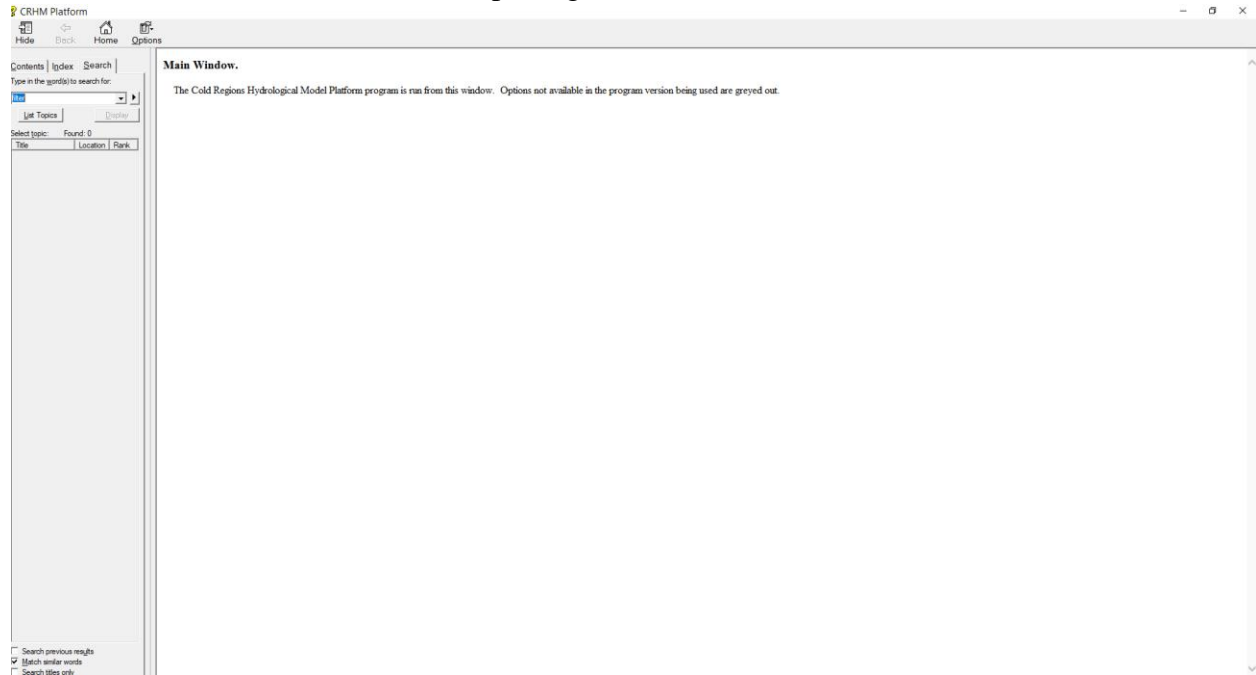 CRHM Platform
Hide Back Home Options
Contents Index Search
Type in the word(s) to search for:
filter
List Topics Display
Select topic: Found: 0
Title Location Rank
Search previous results
Match similar words
Search titles only
Main Window.
The Cold Regions Hydrological Model Platform program is run from this window. Options not available in the program version being used are greyed out.